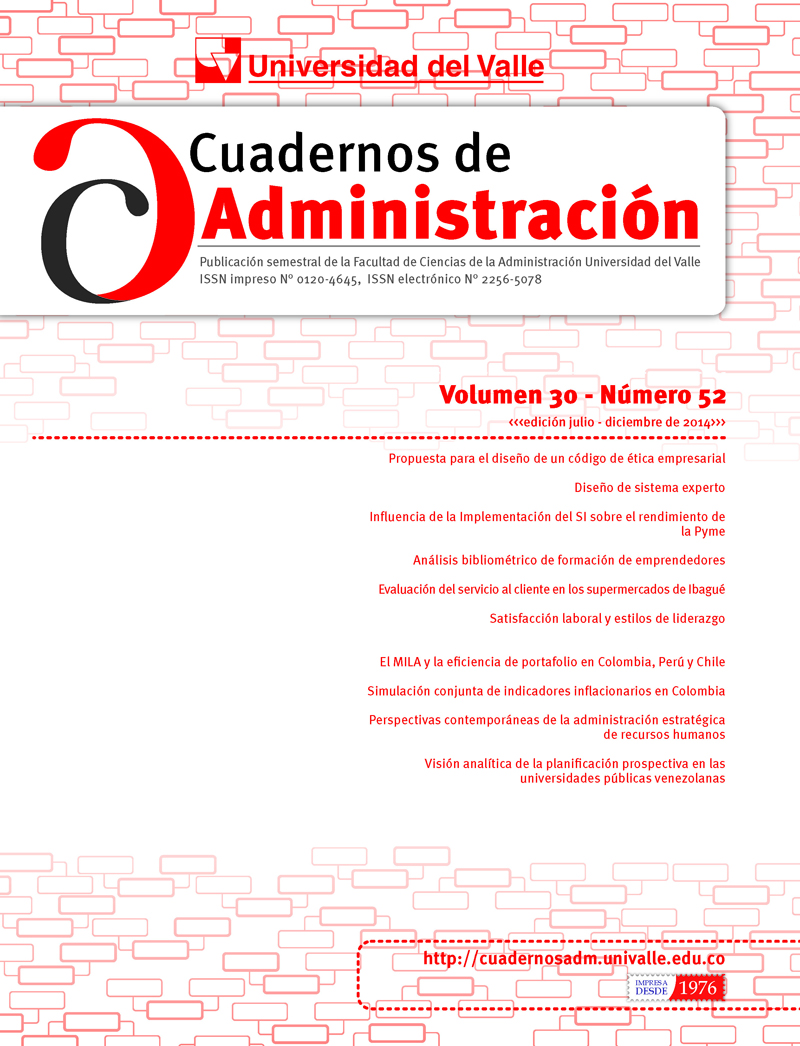 Universidad del Valle
Cuadernos de
Administración
Publicación semestral de la Facultad de Ciencias de la Administración Universidad del Valle
ISSN impreso N° 0120-4645, ISSN electrónico N° 2256-5078
Volumen 30 - Número 52
<<<edición julio - diciembre de 2014>>>
Propuesta para el diseño de un código de ética empresarial
Diseño de sistema experto
Influencia de la Implementación del SI sobre el rendimiento de
la Pyme
Análisis bibliométrico de formación de emprendedores
Evaluación del servicio al cliente en los supermercados de Ibagué
Satisfacción laboral y estilos de liderazgo
El MILA y la eficiencia de portafolio en Colombia, Perú y Chile
Simulación conjunta de indicadores inflacionarios en Colombia
Perspectivas contemporáneas de la administración estratégica
de recursos humanos
Visión analítica de la planificación prospectiva en las
universidades públicas venezolanas
http://cuadernosadm.univalle.edu.co
IMPRESA
DESDE
1976